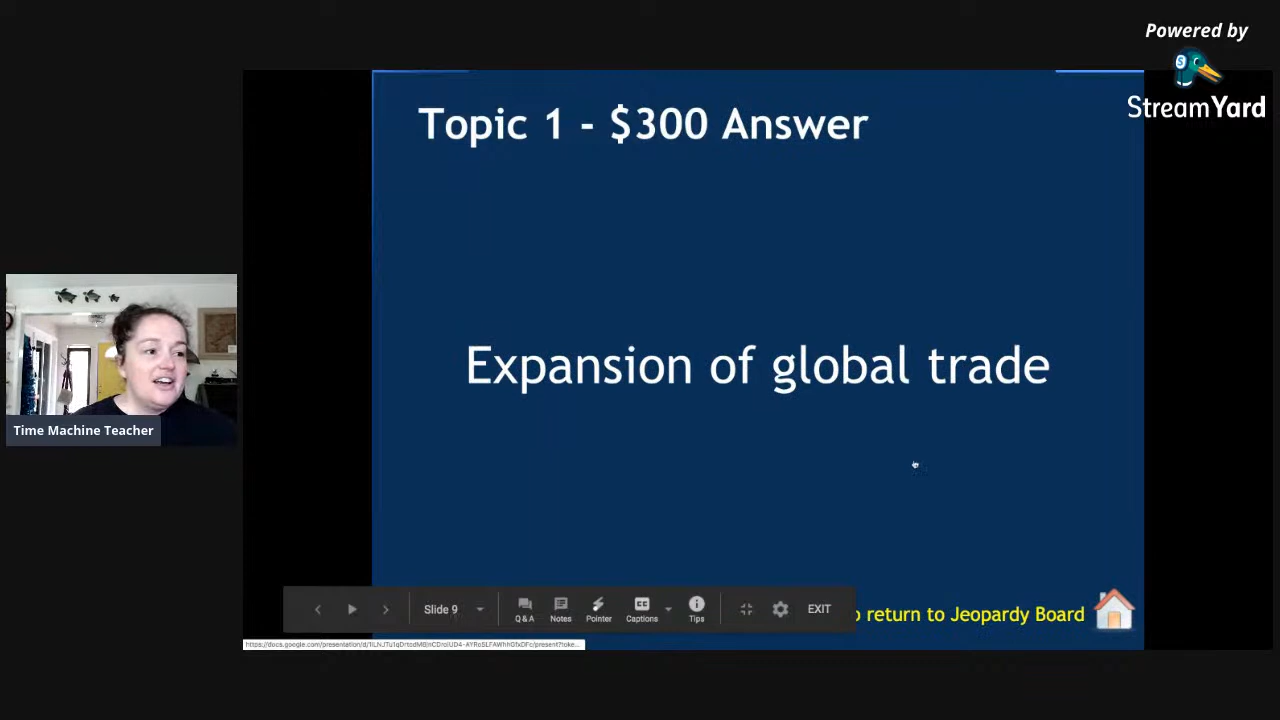 Powered by
StreamYard
Topic 1 - $300 Answer
Expansion of global trade
Time Machine Teacher
Slide 9
Q & A
Notes
Pointer
CC
Captions
Tips
EXIT
return to Jeopardy Board